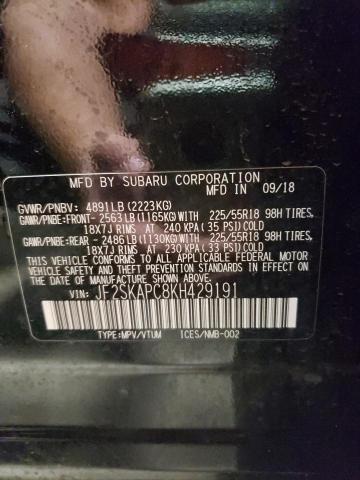 MFD BY SUBARU CORPORATION
09/18
GVWR/PNBV: 4891LB (2223KG)
GAWR/PNBE:FRONT- 2563LB(1165KG)WITH 225/55R18 98H TIRES,
18X7J RIMS AT 240 KPA(35 PSI)COLD
GAWR/PNBE:REAR - 2486LB(1130KG)WITH 225/55R18 98H TIRES,
18X7J RIMS AT 230 KPA(33 PSI)COLD
THIS VEHICLE CONFORMS TO ALL APPLICABLE FEDERAL MOTOR
VEHICLE SAFETY, BUMPER, AND THEFT PREVENTION STANDARDS
IN EFFECT ON THE DATE OF MANUFACTURE SHOWN ABOVE.
VIN: JF2SKAPC8KH429191
TYPE:MPV/VTUM ICES/NMB-002